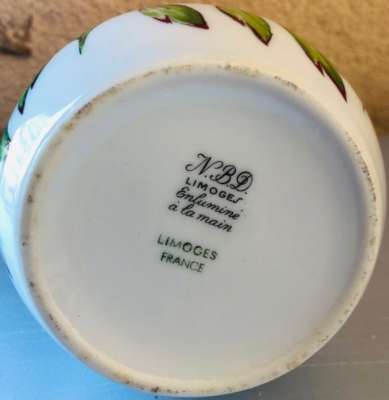 N.B.D.
LIMOGES
Enluminé
à la main
LIMOGES
FRANCE